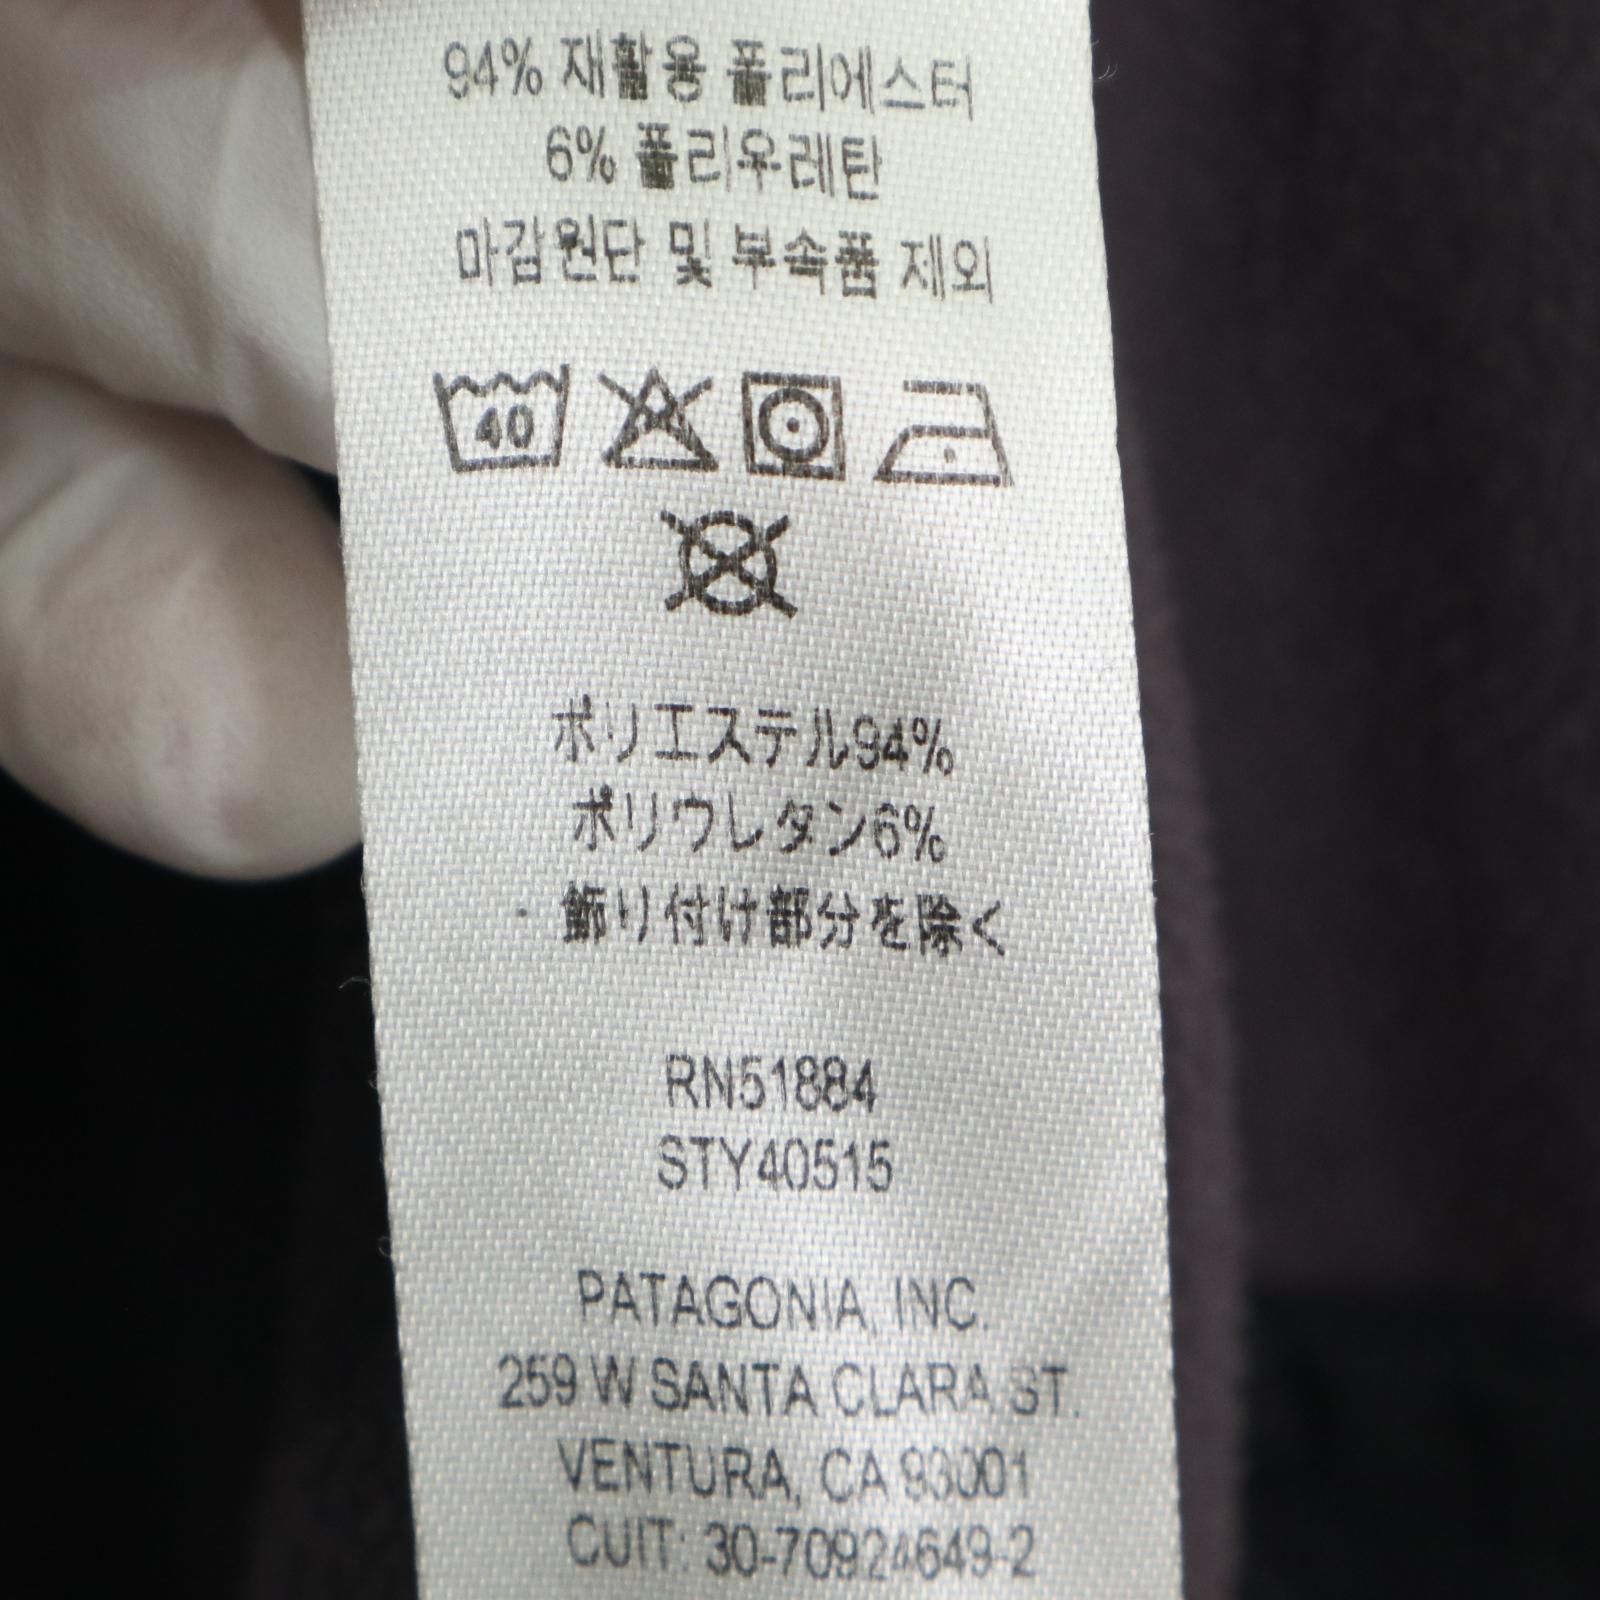 94% 재활용 폴리에스터
6% 폴리우레탄
마감원단 및 부속품 제외
40
ポリエステル94%
ポリウレタン6%
飾り付け部分を除く
RN51884
STY40515
PATAGONIA, INC.
259 W SANTA CLARA ST.
VENTURA, CA 93001
CUIT: 30-70924649-2